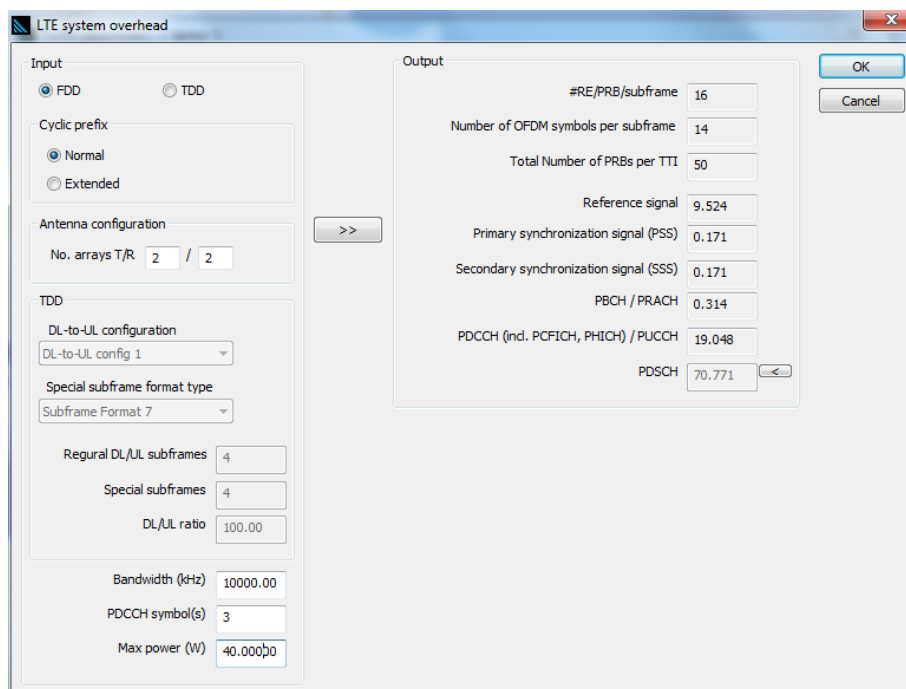 LTE system overhead
Input
FDD
TDD
Cyclic prefix
Normal
Extended
Antenna configuration
No. arrays T/R 2 / 2
TDD
DL-to-UL configuration
DL-to-UL config 1
Special subframe format type
Subframe Format 7
Regural DL/UL subframes 4
Special subframes 4
DL/UL ratio 100.00
Bandwidth (kHz) 10000.00
PDCCH symbol(s) 3
Max power (W) 40.00000
>>
Output
#RE/PRB/subframe 16
Number of OFDM symbols per subframe 14
Total Number of PRBs per TTI 50
Reference signal 9.524
Primary synchronization signal (PSS) 0.171
Secondary synchronization signal (SSS) 0.171
PBCH / PRACH 0.314
PDCCH (incl. PCFICH, PHICH) / PUCCH 19.048
PDSCH 70.771 <
OK
Cancel